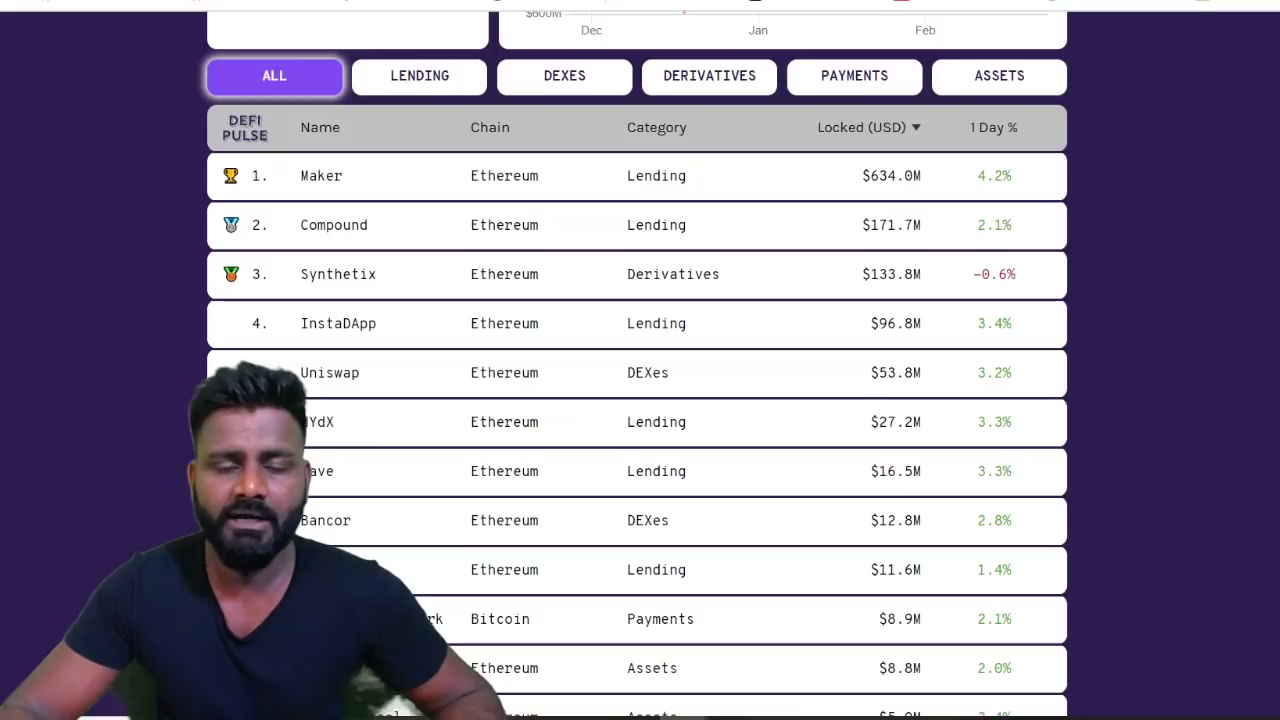 $600M
Dec Jan Feb
ALL LENDING DEXES DERIVATIVES PAYMENTS ASSETS
DEFI PULSE Name Chain Category Locked (USD) ▼ 1 Day %
1. Maker Ethereum Lending $634.0M 4.2%
2. Compound Ethereum Lending $171.7M 2.1%
3. Synthetix Ethereum Derivatives $133.8M -0.6%
4. InstaDApp Ethereum Lending $96.8M 3.4%
Uniswap Ethereum DEXes $53.8M 3.2%
YdX Ethereum Lending $27.2M 3.3%
ave Ethereum Lending $16.5M 3.3%
Bancor Ethereum DEXes $12.8M 2.8%
Ethereum Lending $11.6M 1.4%
rk Bitcoin Payments $8.9M 2.1%
Ethereum Assets $8.8M 2.0%